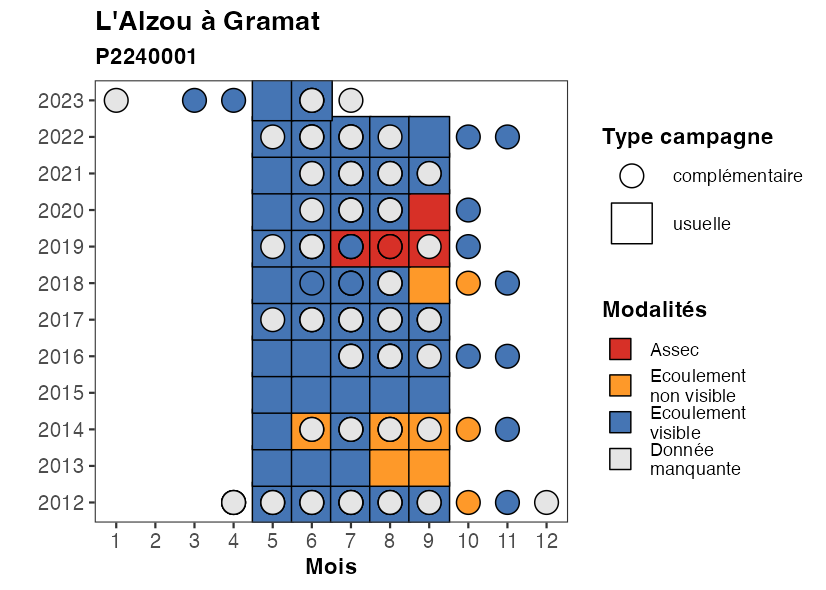 L'Alzou à Gramat
P2240001
2023
2022
2021
2020
2019
2018
2017
2016
2015
2014
2013
2012
1 2 3 4 5 6 7 8 9 10 11 12
Mois
Type campagne
complémentaire
usuelle
Modalités
Assec
Ecoulement
non visible
Ecoulement
visible
Donnée
manquante